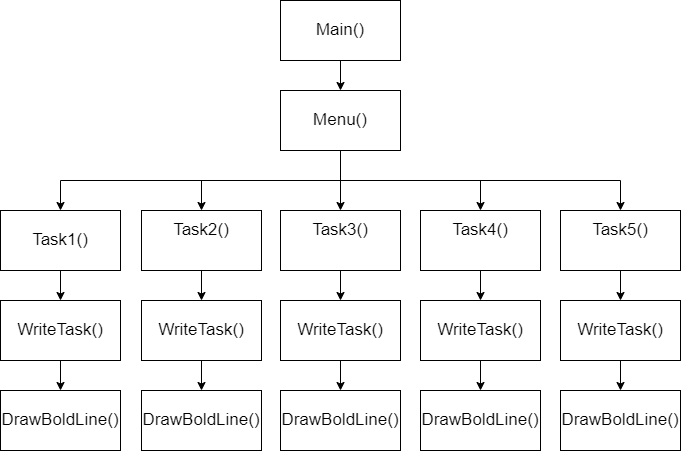 Main()
Menu()
Task1()
Task2()
Task3()
Task4()
Task5()
WriteTask()
WriteTask()
WriteTask()
WriteTask()
WriteTask()
DrawBoldLine()
DrawBoldLine()
DrawBoldLine()
DrawBoldLine()
DrawBoldLine()